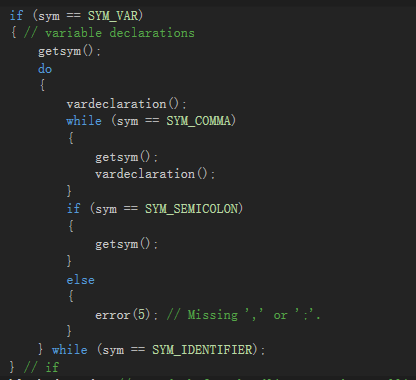 if (sym == SYM_VAR)
{ // variable declarations
getsym();
do
{
vardeclaration();
while (sym == SYM_COMMA)
{
getsym();
vardeclaration();
}
if (sym == SYM_SEMICOLON)
{
getsym();
}
else
{
error(5); // Missing ',' or ';'.
}
} while (sym == SYM_IDENTIFIER);
} // if